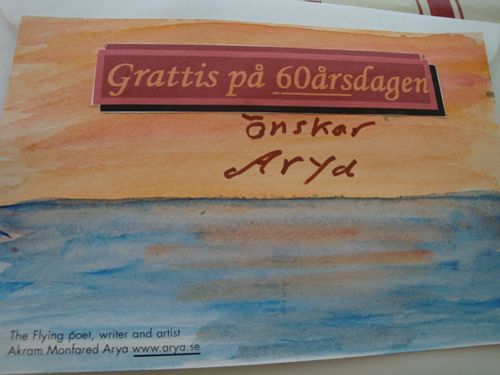 Grattis på 60årsdagen
önskar
Arya
The Flying poet, writer and artist
Akram Monfared Arya www.arya.se